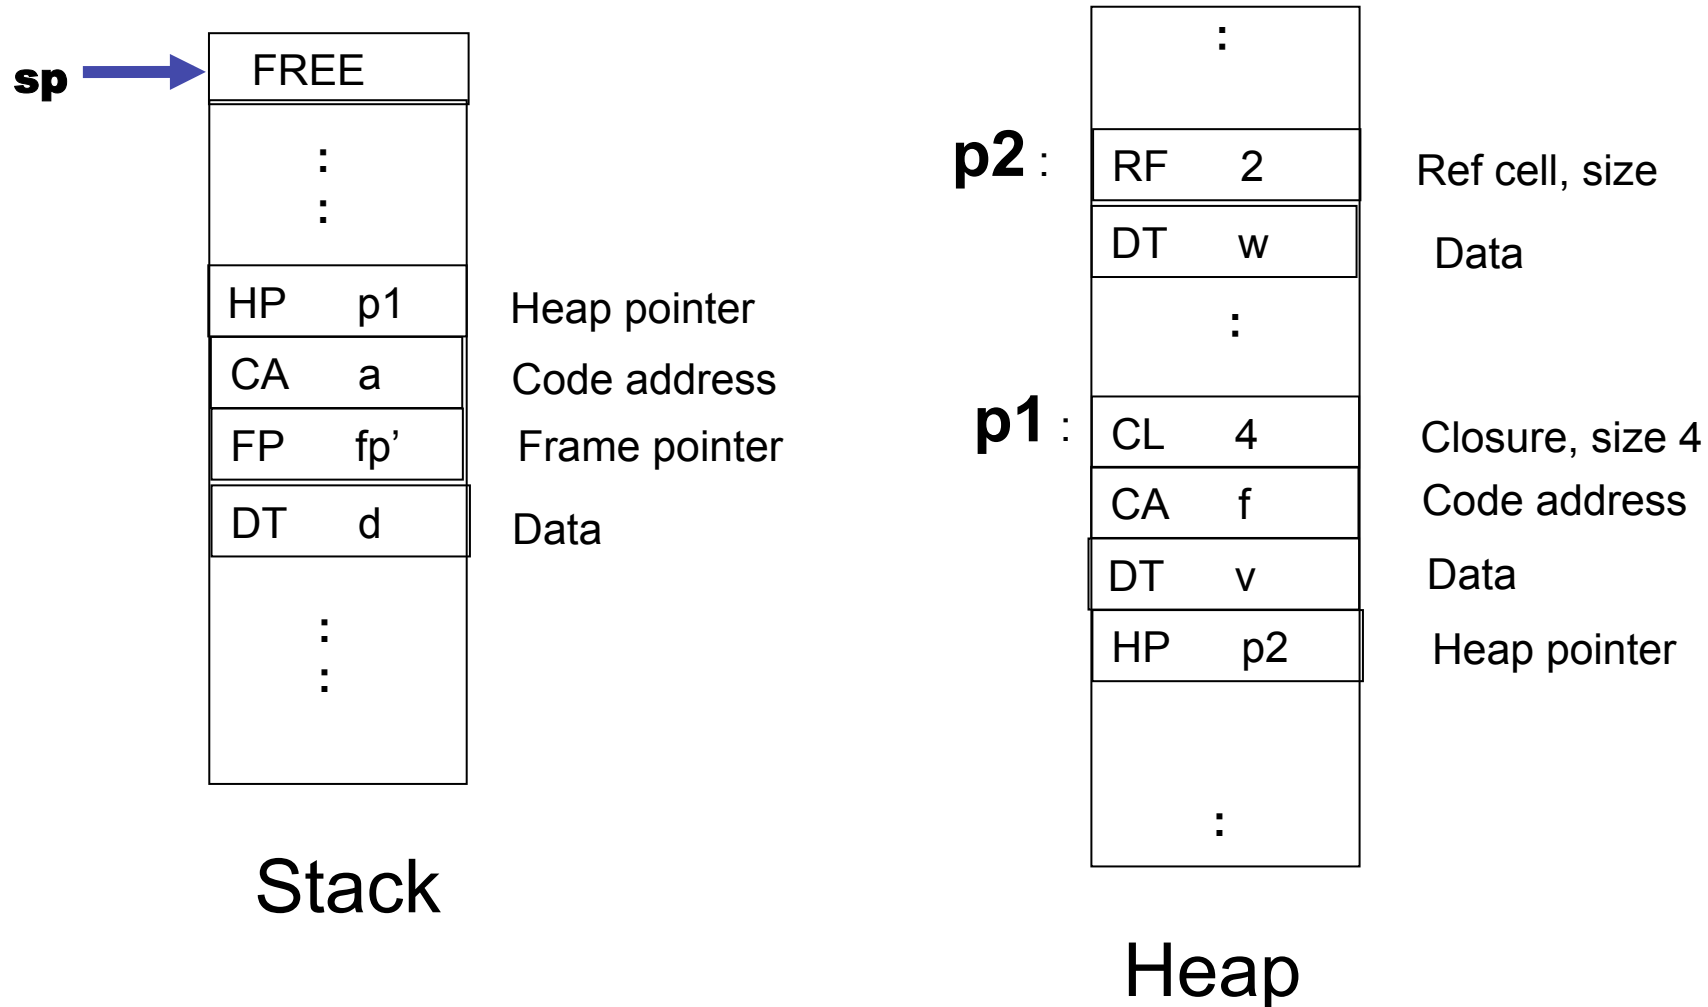 sp
FREE
:
:
HP p1 Heap pointer
CA a Code address
FP fp’ Frame pointer
DT d Data
:
:
Stack
:
p2 : RF 2 Ref cell, size
DT w Data
:
p1 : CL 4 Closure, size 4
CA f Code address
DT v Data
HP p2 Heap pointer
:
Heap